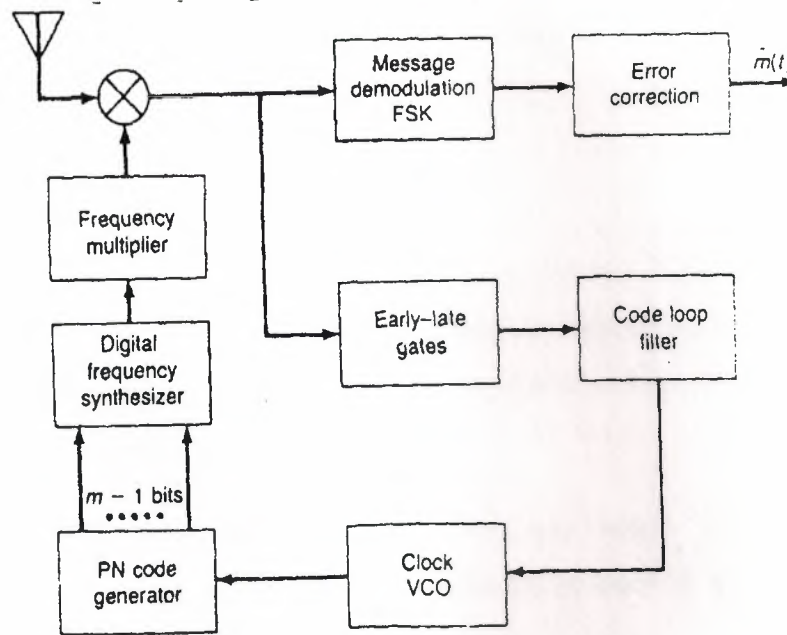 Message
demodulation
FSK
Error
correction
m̂(t)
Frequency
multiplier
Early–late
gates
Code loop
filter
Digital
frequency
synthesizer
m – 1 bits
PN code
generator
Clock
VCO